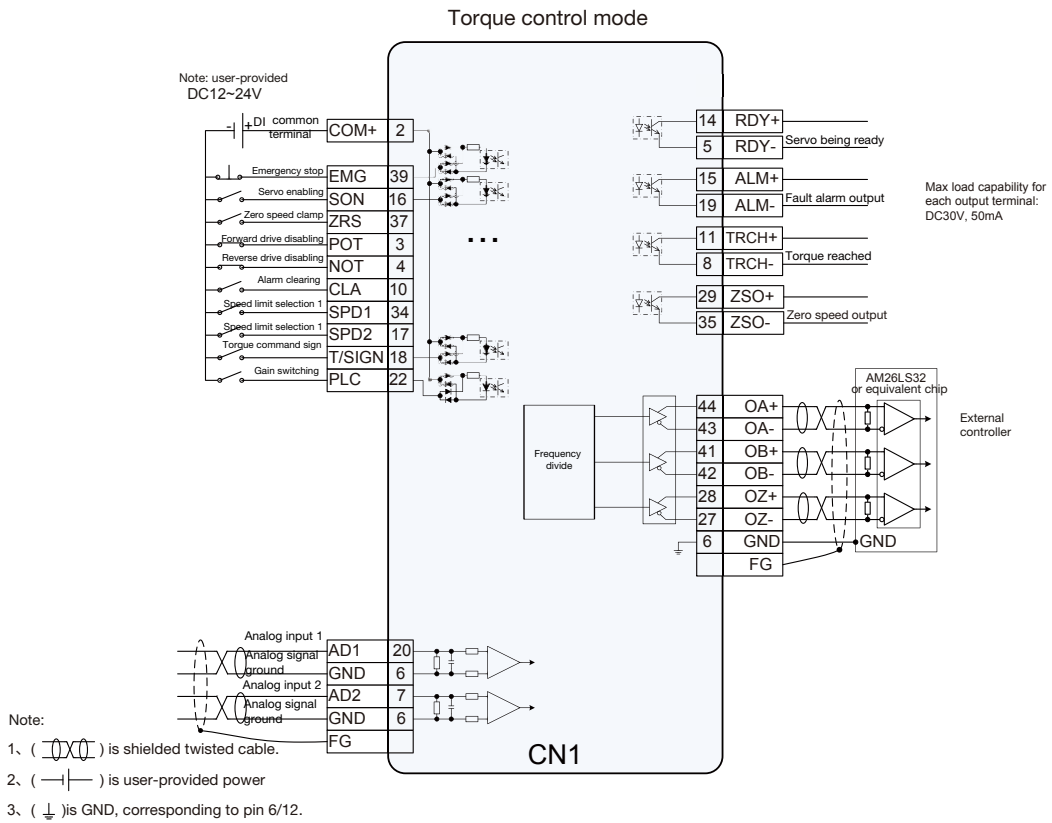 Torque control mode
Note: user-provided
DC12~24V
- + DI common terminal COM+ 2
Emergency stop EMG 39
Servo enabling SON 16
Zero speed clamp ZRS 37
Forward drive disabling POT 3
Reverse drive disabling NOT 4
Alarm clearing CLA 10
Speed limit selection 1 SPD1 34
Speed limit selection 1 SPD2 17
Torque command sign T/SIGN 18
Gain switching PLC 22
...
14 RDY+
5 RDY- Servo being ready
15 ALM+
19 ALM- Fault alarm output
11 TRCH+
8 TRCH- Torque reached
29 ZSO+
35 ZSO- Zero speed output
Max load capability for
each output terminal:
DC30V, 50mA
AM26LS32
or equivalent chip
Frequency
divide
44 OA+
43 OA-
41 OB+
42 OB-
28 OZ+
27 OZ-
6 GND GND
FG
External
controller
Analog input 1 AD1 20
Analog signal ground GND 6
Analog input 2 AD2 7
Analog signal ground GND 6
FG
CN1
Note:
1、( ) is shielded twisted cable.
2、( ) is user-provided power
3、( )is GND, corresponding to pin 6/12.